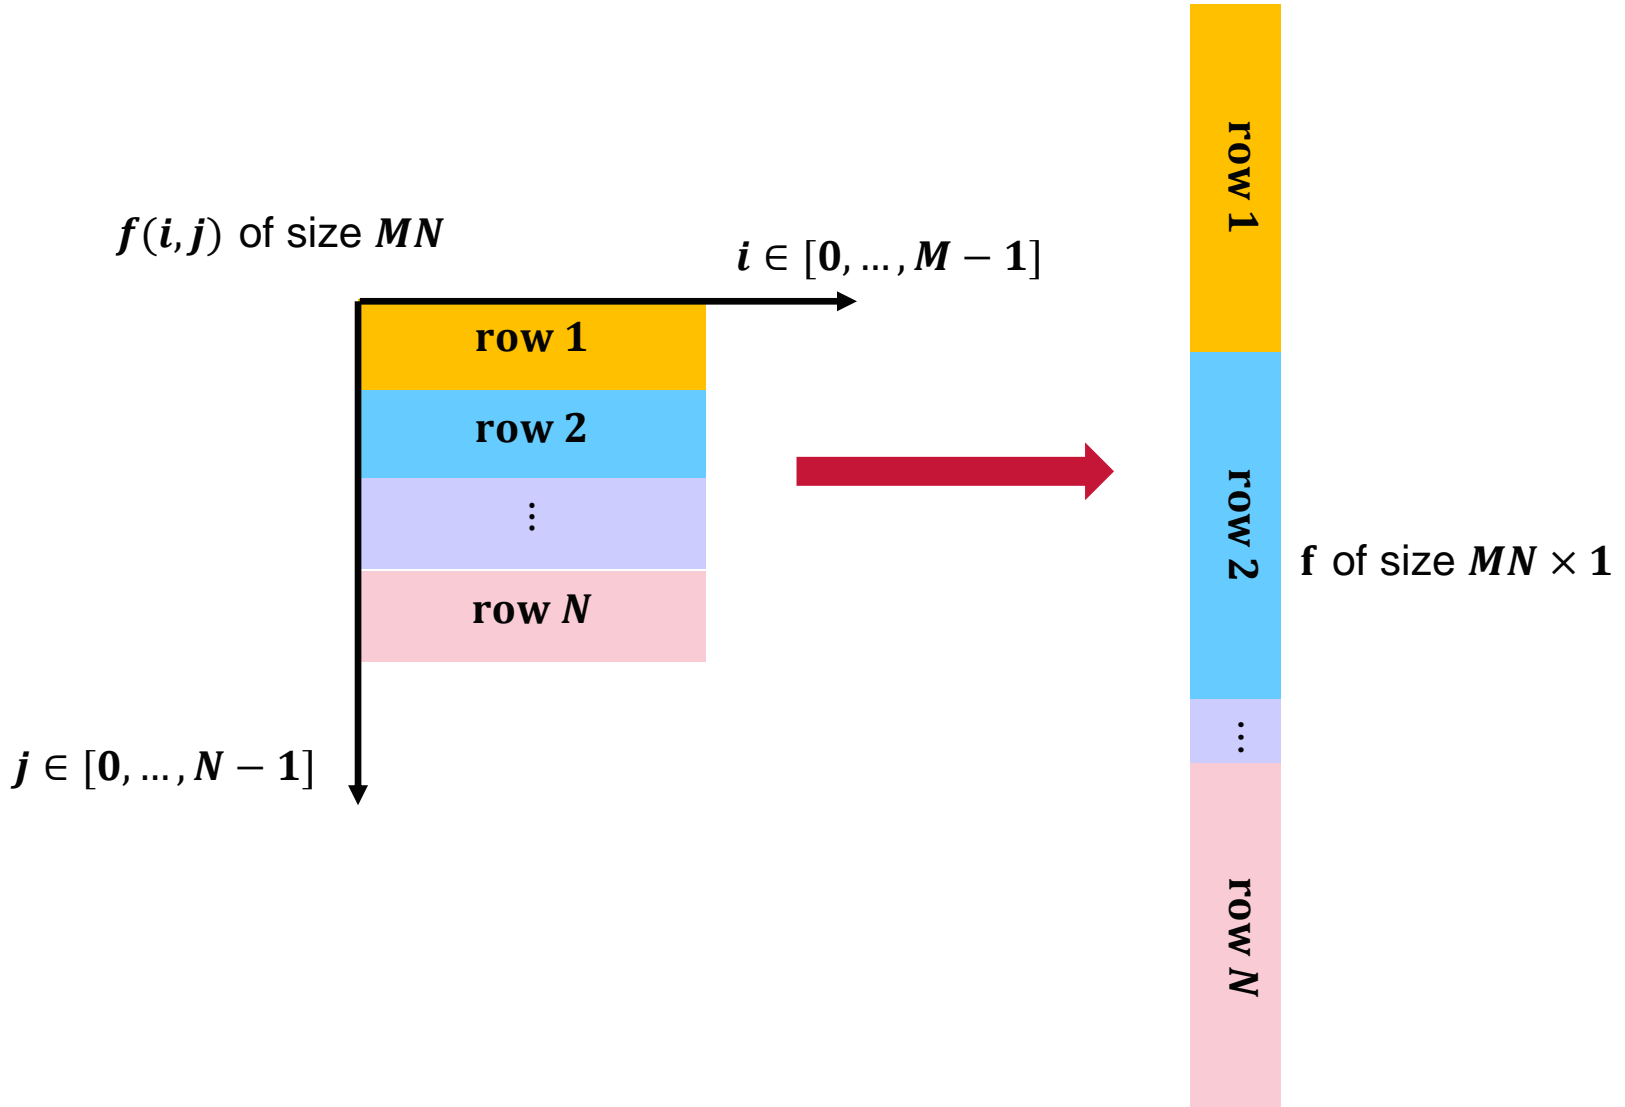 f(i,j) of size MN
i ∈ [0, … , M − 1]
row 1
row 2
⋮
row N
j ∈ [0, … , N − 1]
row 1
row 2
…
row N
f of size MN × 1